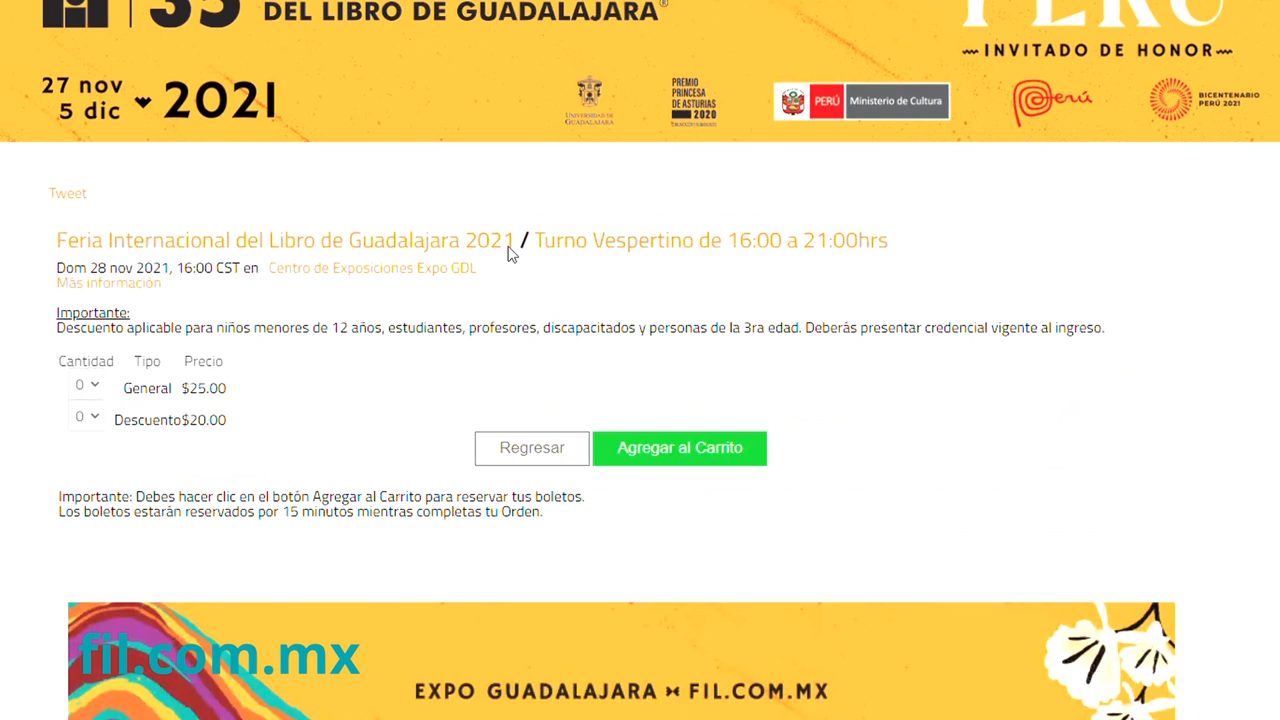 35 DEL LIBRO DE GUADALAJARA®
PERÚ
INVITADO DE HONOR
27 nov
5 dic
2021
UNIVERSIDAD DE
GUADALAJARA
PREMIO
PRINCESA
DE ASTURIAS
2020
PERÚ Ministerio de Cultura
Perú
BICENTENARIO
PERÚ 2021
Tweet
Feria Internacional del Libro de Guadalajara 2021 / Turno Vespertino de 16:00 a 21:00hrs
Dom 28 nov 2021, 16:00 CST en Centro de Exposiciones Expo GDL
Más información
Importante:
Descuento aplicable para niños menores de 12 años, estudiantes, profesores, discapacitados y personas de la 3ra edad. Deberás presentar credencial vigente al ingreso.
Cantidad Tipo Precio
0 General $25.00
0 Descuento$20.00
Regresar Agregar al Carrito
Importante: Debes hacer clic en el botón Agregar al Carrito para reservar tus boletos.
Los boletos estarán reservados por 15 minutos mientras completas tu Orden.
fil.com.mx
EXPO GUADALAJARA FIL.COM.MX